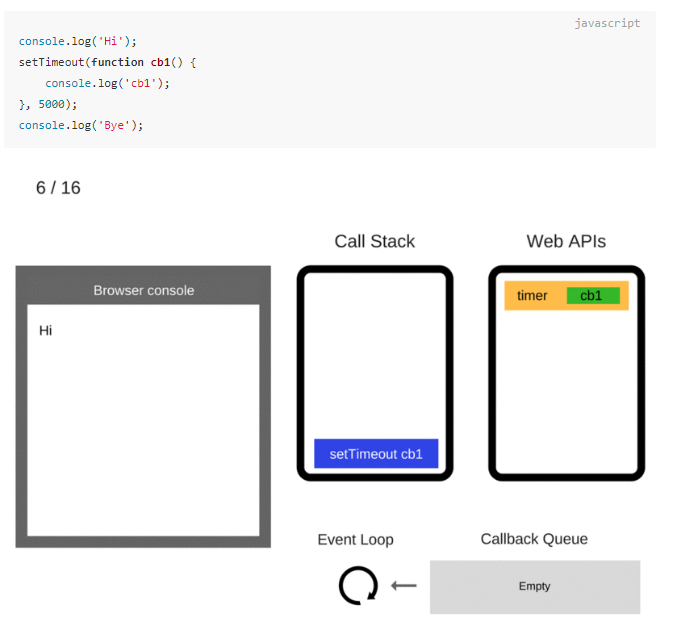 javascript
console.log('Hi');
setTimeout(function cb1() {
    console.log('cb1');
}, 5000);
console.log('Bye');
6 / 16
Call Stack
Web APIs
Browser console
timer cb1
Hi
setTimeout cb1
Event Loop
Callback Queue
Empty